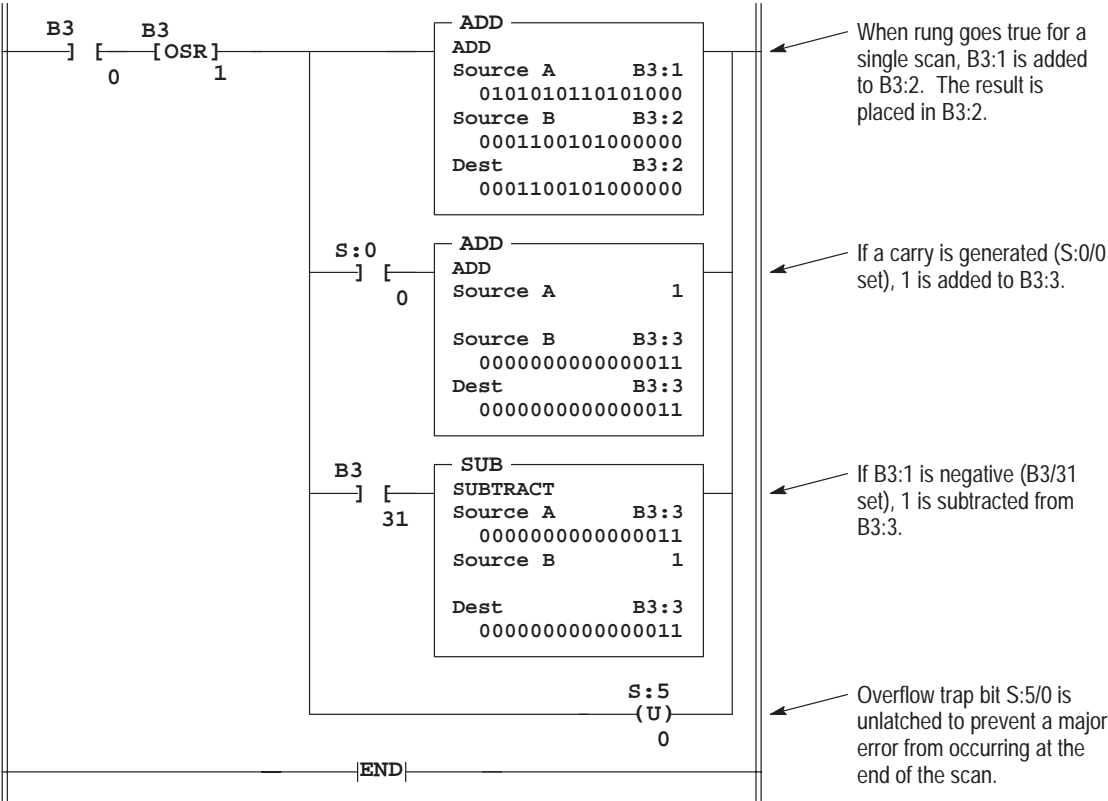 B3 B3
] [ [OSR]
0 1
ADD
ADD
Source A B3:1
0101010110101000
Source B B3:2
0001100101000000
Dest B3:2
0001100101000000
When rung goes true for a
single scan, B3:1 is added
to B3:2. The result is
placed in B3:2.
S:0
] [
0
ADD
ADD
Source A 1
Source B B3:3
0000000000000011
Dest B3:3
0000000000000011
If a carry is generated (S:0/0
set), 1 is added to B3:3.
B3
] [
31
SUB
SUBTRACT
Source A B3:3
0000000000000011
Source B 1
Dest B3:3
0000000000000011
If B3:1 is negative (B3/31
set), 1 is subtracted from
B3:3.
S:5
(U)
0
Overflow trap bit S:5/0 is
unlatched to prevent a major
error from occurring at the
end of the scan.
END